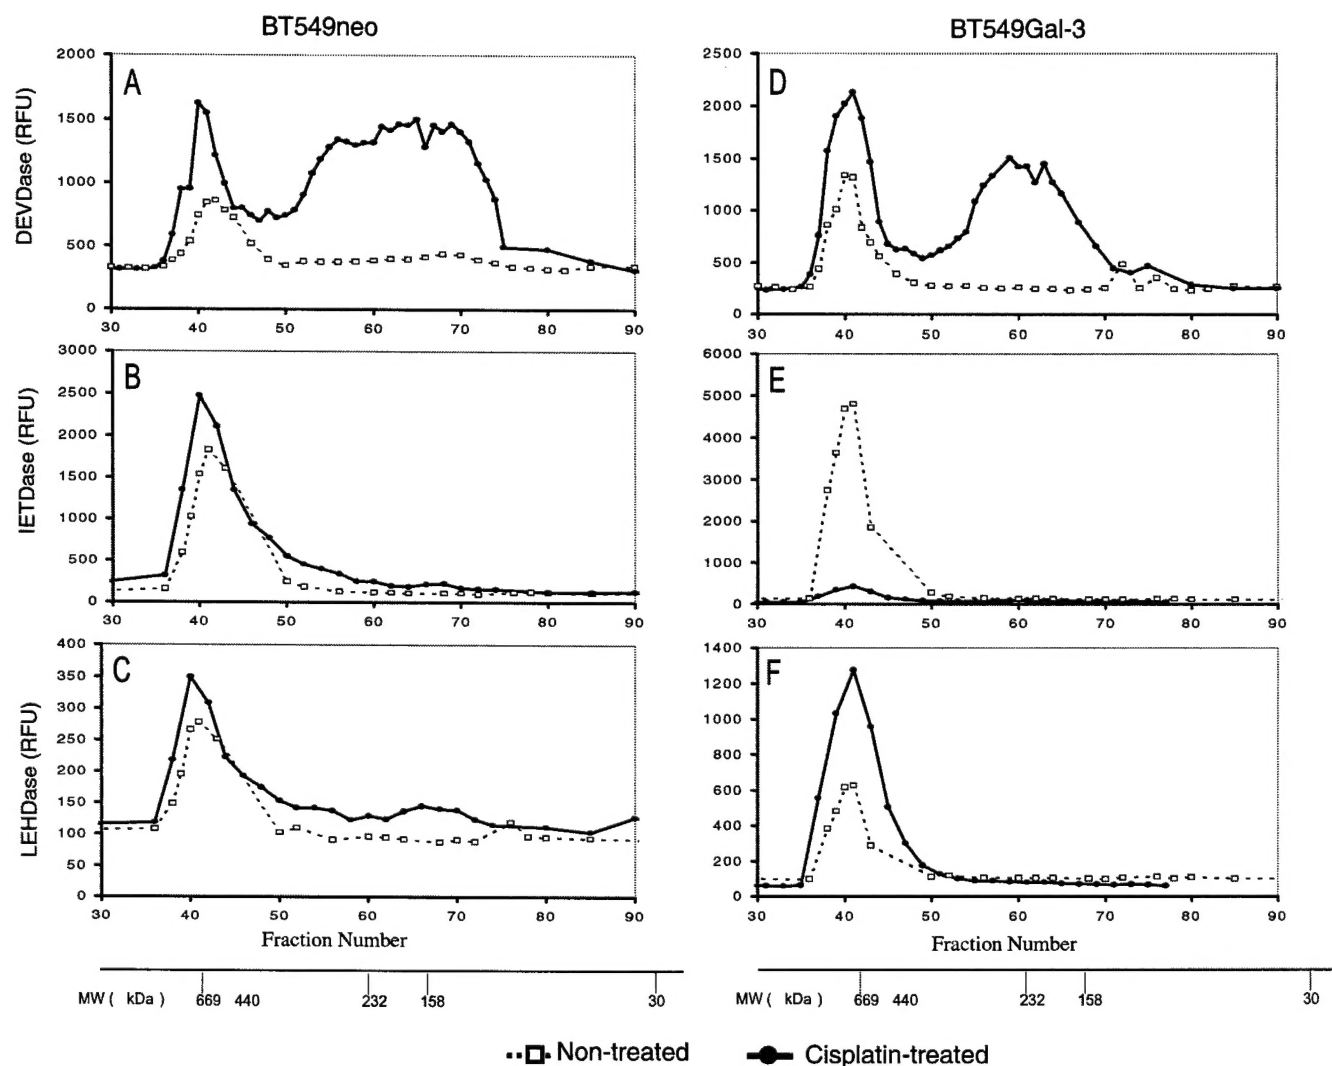 BT549neo
BT549Gal-3
DEVDase (RFU)
A
2000
1500
1000
500
0
30 40 50 60 70 80 90
D
2500
2000
1500
1000
500
0
30 40 50 60 70 80 90
IETDase (RFU)
B
3000
2500
2000
1500
1000
500
0
30 40 50 60 70 80 90
E
6000
5000
4000
3000
2000
1000
0
30 40 50 60 70 80 90
LEHDase (RFU)
C
400
350
300
250
200
150
100
50
0
30 40 50 60 70 80 90
Fraction Number
F
1400
1200
1000
800
600
400
200
0
30 40 50 60 70 80 90
Fraction Number
MW ( kDa ) 669 440 232 158 30
MW ( kDa ) 669 440 232 158 30
Non-treated
Cisplatin-treated